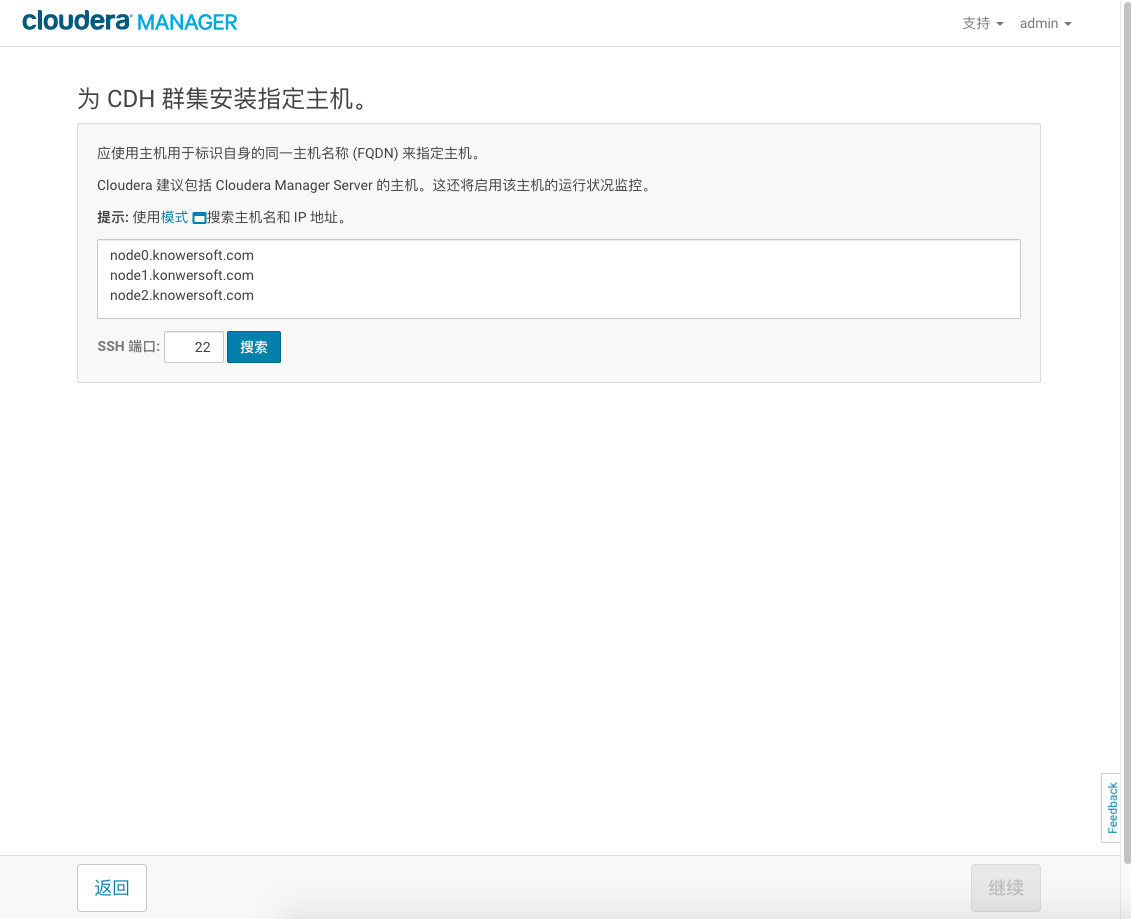 cloudera MANAGER
支持 admin
为 CDH 群集安装指定主机。
应使用主机用于标识自身的同一主机名称 (FQDN) 来指定主机。
Cloudera 建议包括 Cloudera Manager Server 的主机。这还将启用该主机的运行状况监控。
提示: 使用模式 搜索主机名和 IP 地址。
node0.knowersoft.com
node1.konwersoft.com
node2.knowersoft.com
SSH 端口: 22 搜索
Feedback
返回 继续